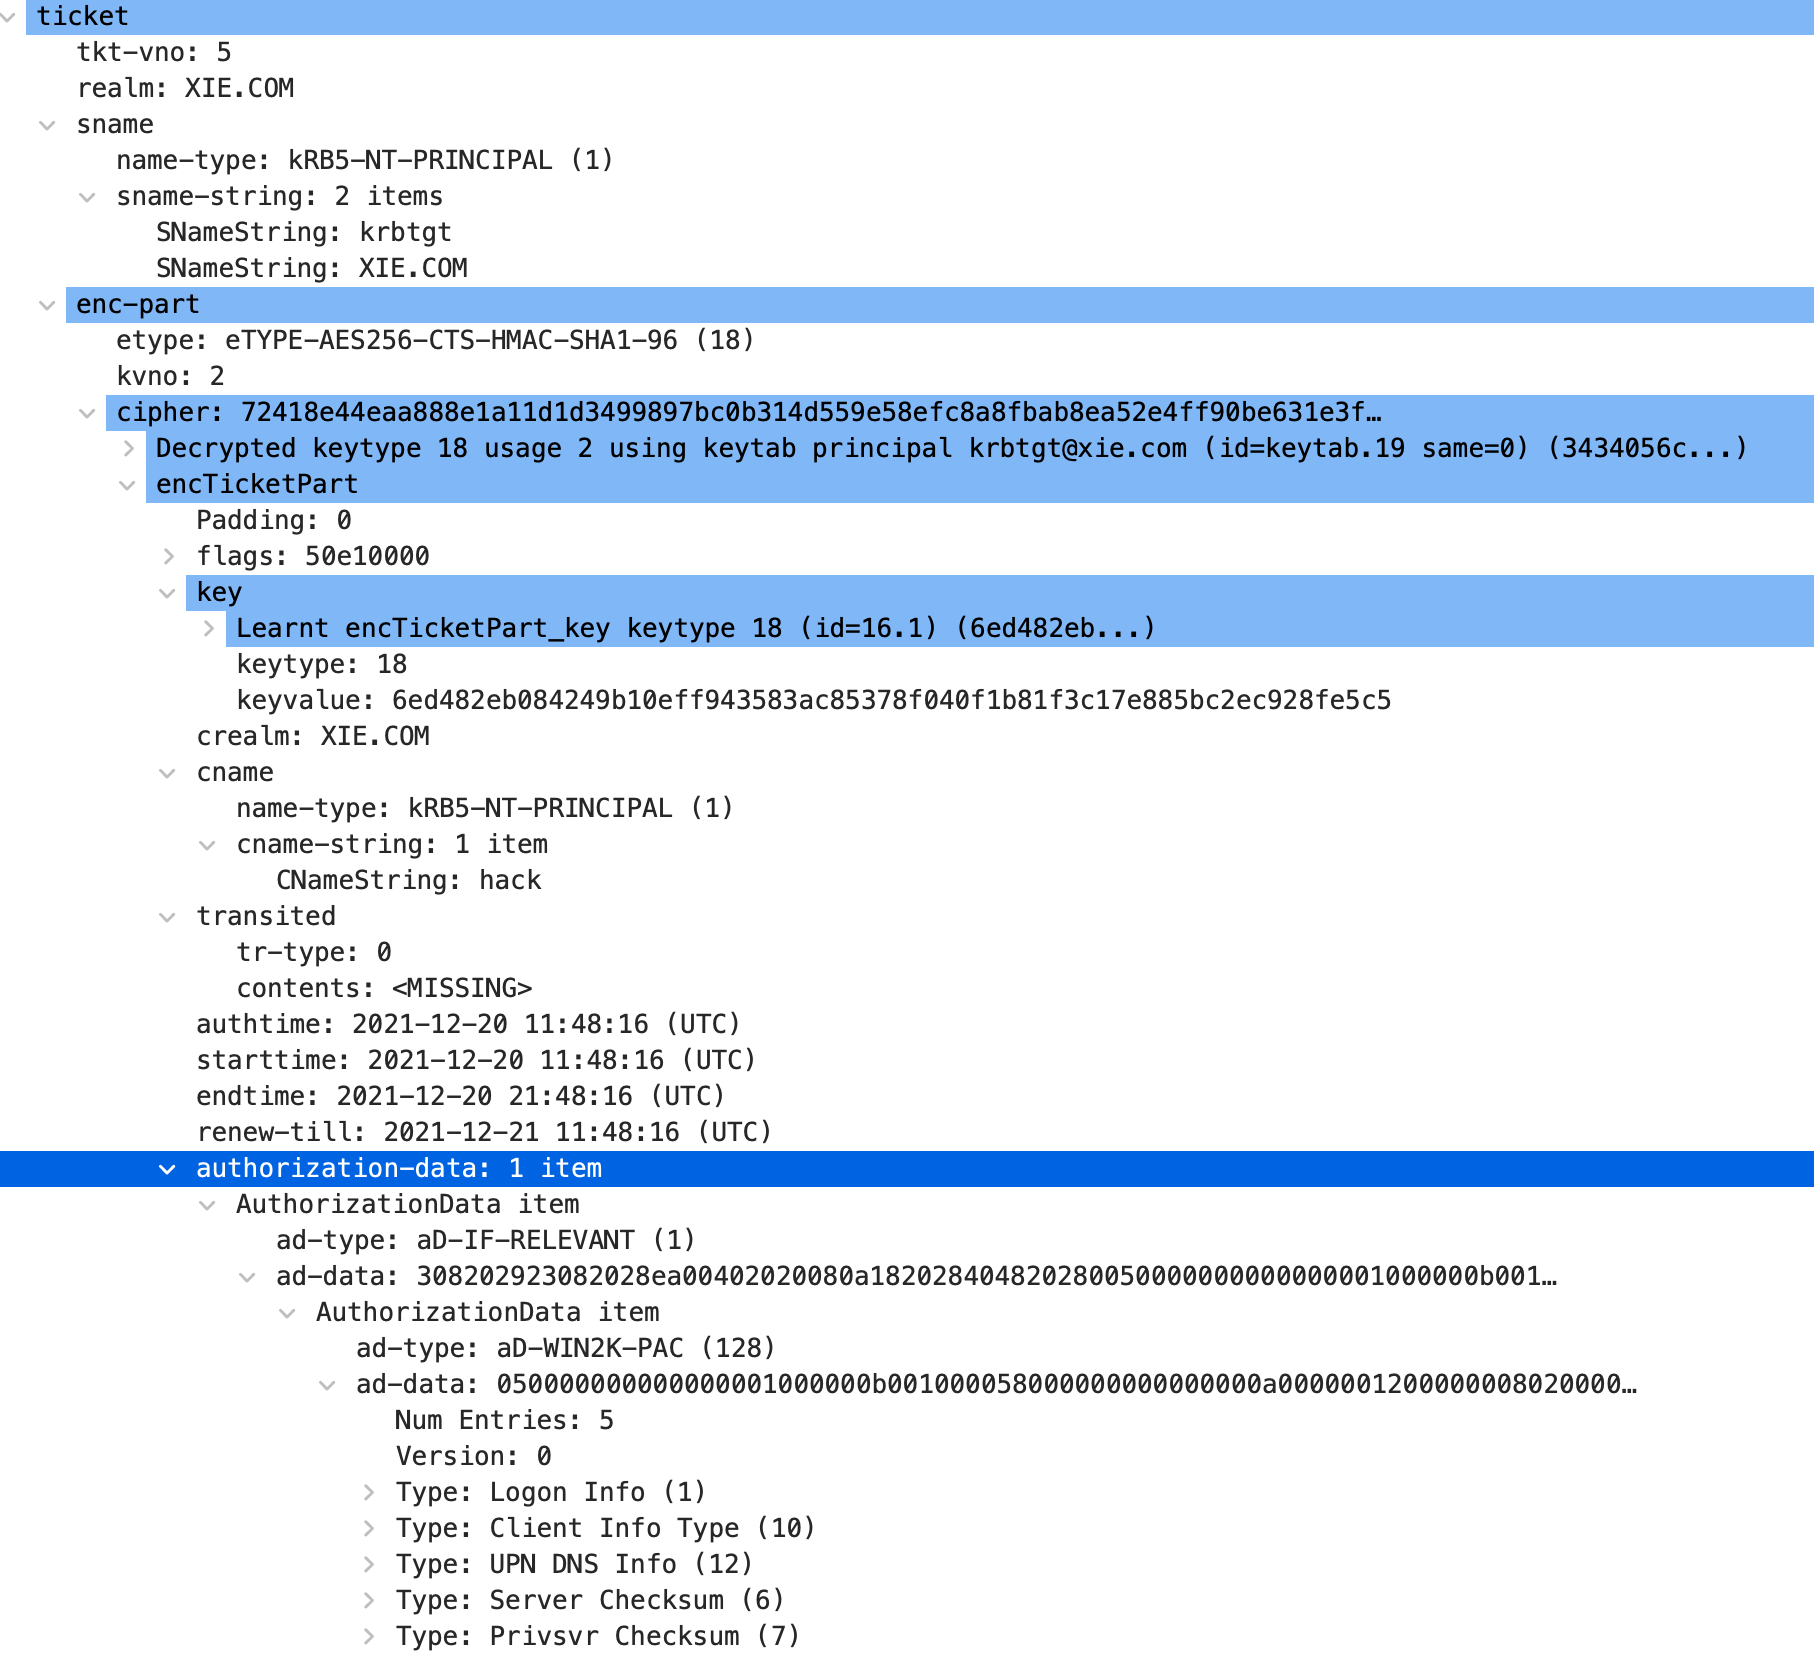 ticket
tkt-vno: 5
realm: XIE.COM
sname
name-type: kRB5-NT-PRINCIPAL (1)
sname-string: 2 items
SNameString: krbtgt
SNameString: XIE.COM
enc-part
etype: eTYPE-AES256-CTS-HMAC-SHA1-96 (18)
kvno: 2
cipher: 72418e44eaa888e1a11d1d3499897bc0b314d559e58efc8a8fbab8ea52e4ff90be631e3f…
Decrypted keytype 18 usage 2 using keytab principal krbtgt@xie.com (id=keytab.19 same=0) (3434056c...)
encTicketPart
Padding: 0
flags: 50e10000
key
Learnt encTicketPart_key keytype 18 (id=16.1) (6ed482eb...)
keytype: 18
keyvalue: 6ed482eb084249b10eff943583ac85378f040f1b81f3c17e885bc2ec928fe5c5
crealm: XIE.COM
cname
name-type: kRB5-NT-PRINCIPAL (1)
cname-string: 1 item
CNameString: hack
transited
tr-type: 0
contents: <MISSING>
authtime: 2021-12-20 11:48:16 (UTC)
starttime: 2021-12-20 11:48:16 (UTC)
endtime: 2021-12-20 21:48:16 (UTC)
renew-till: 2021-12-21 11:48:16 (UTC)
authorization-data: 1 item
AuthorizationData item
ad-type: aD-IF-RELEVANT (1)
ad-data: 308202923082028ea00402020080a182028404820280050000000000000001000000b001…
AuthorizationData item
ad-type: aD-WIN2K-PAC (128)
ad-data: 050000000000000001000000b0010000580000000000000000a0000001200000008020000…
Num Entries: 5
Version: 0
Type: Logon Info (1)
Type: Client Info Type (10)
Type: UPN DNS Info (12)
Type: Server Checksum (6)
Type: Privsvr Checksum (7)